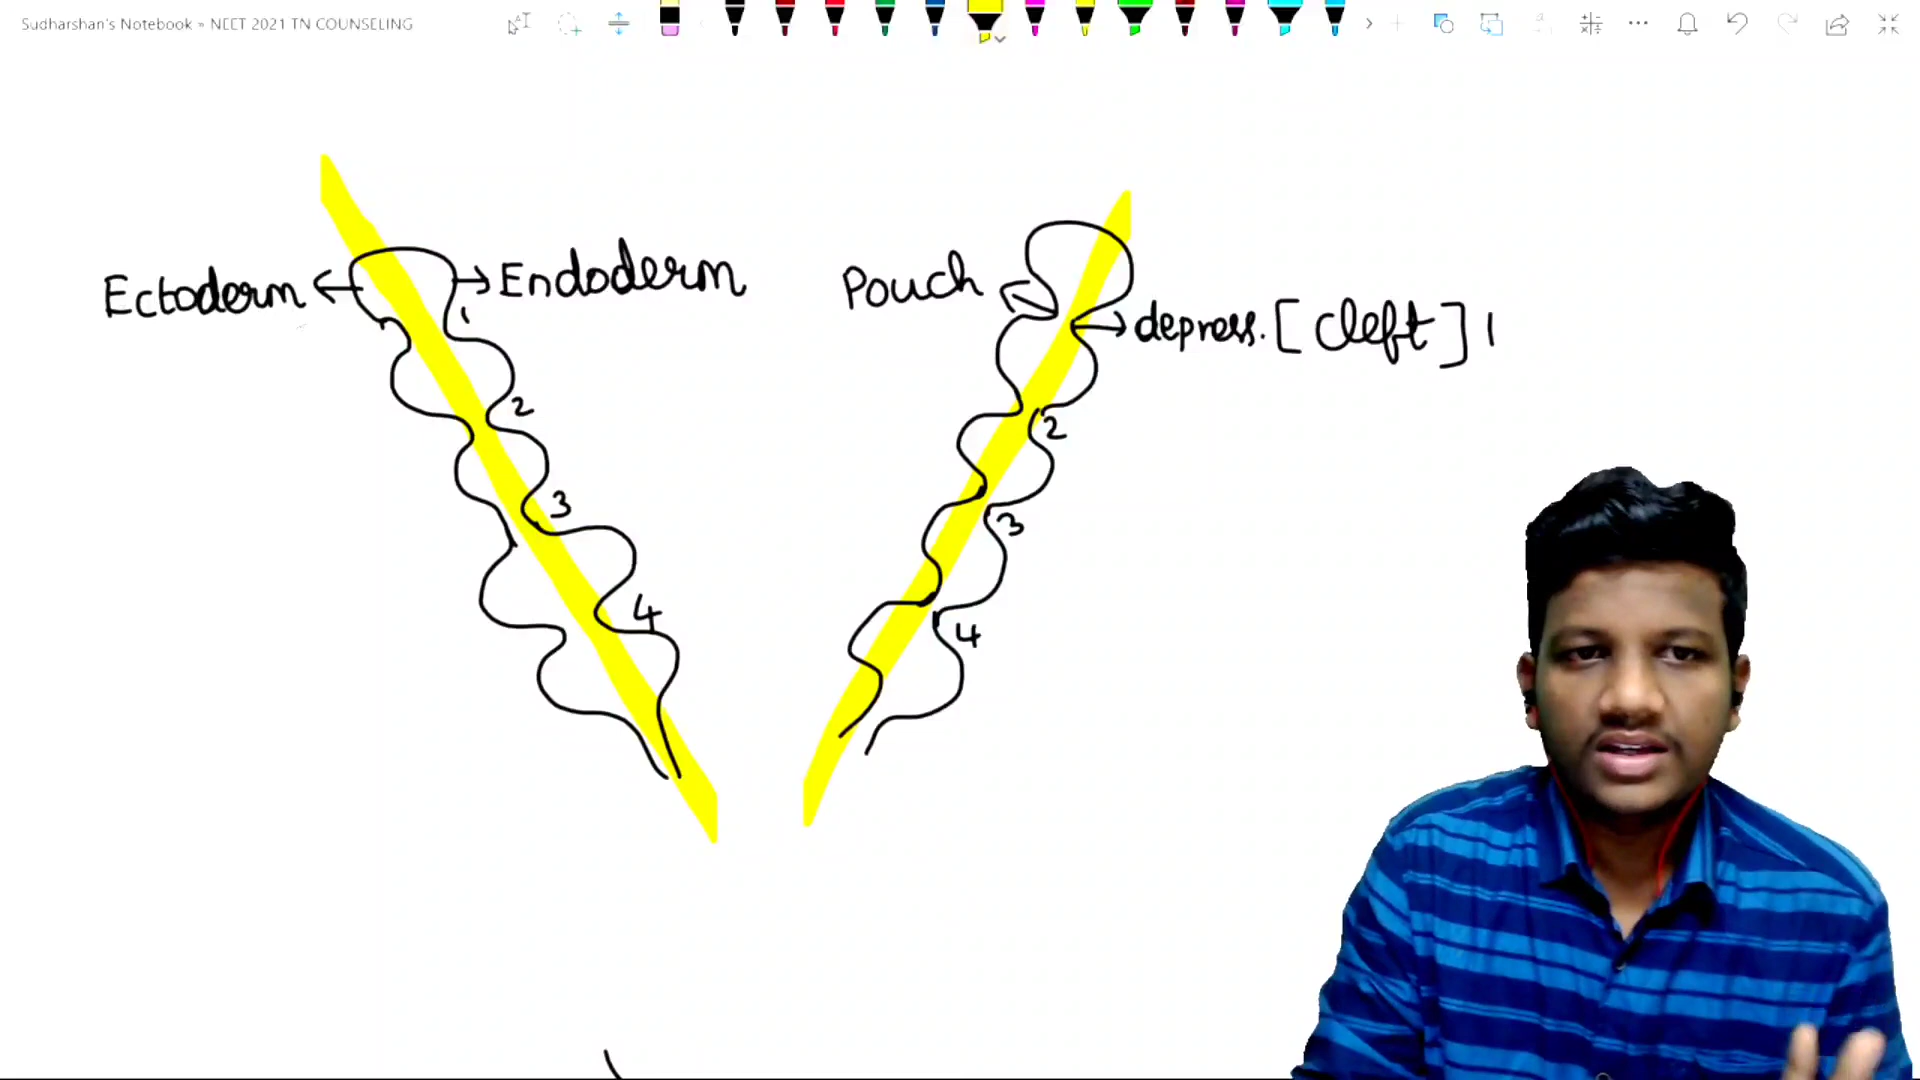 Sudharshan's Notebook » NEET 2021 TN COUNSELING
Ectoderm
Endoderm
Pouch
depress. [Cleft] 1
1
2
3
4
2
3
4